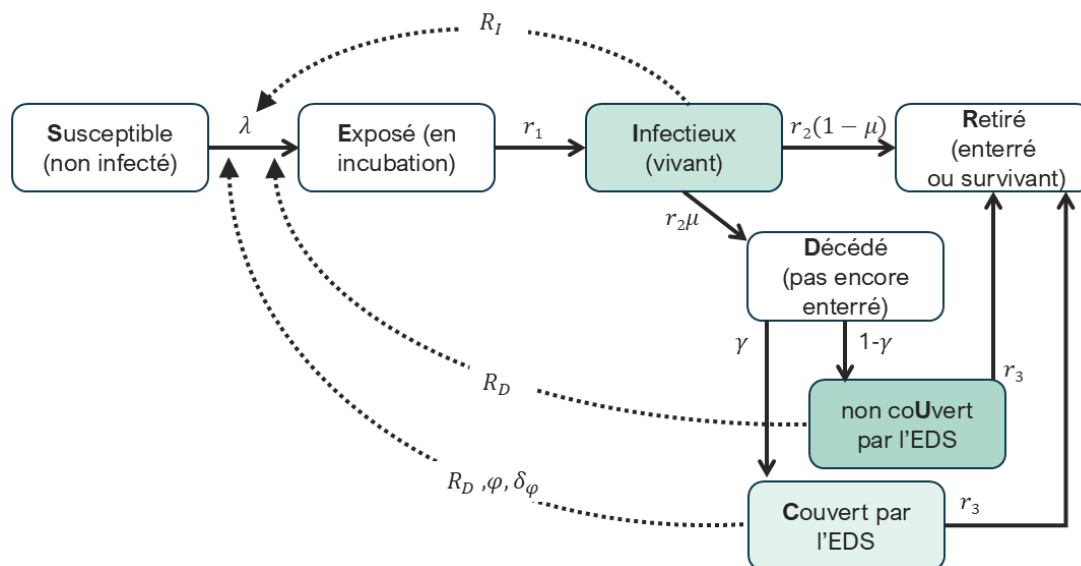 R_I
Susceptible
(non infecté)
λ
Exposé (en
incubation)
r_1
Infectieux
(vivant)
r_2(1 − μ)
Retiré
(enterré
ou survivant)
r_2μ
Décédé
(pas encore
enterré)
γ
1-γ
R_D
non coUvert
par l'EDS
r_3
R_D ,φ, δ_φ
Couvert par
l'EDS
r_3